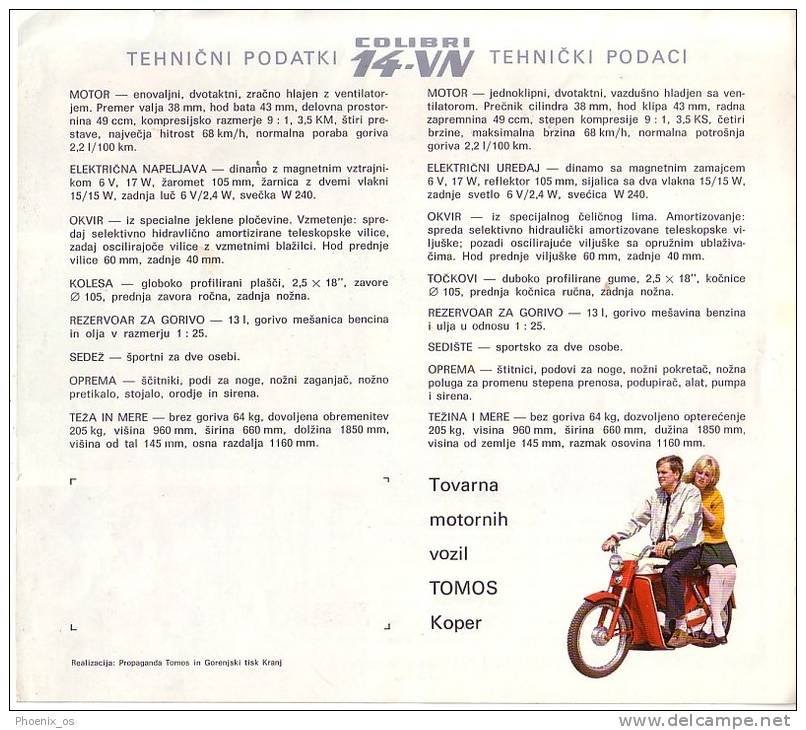 TEHNIČNI PODATKI COLIBRI 14-VN TEHNIČKI PODACI
MOTOR — enovaljni, dvotaktni, zračno hlajen z ventilator-
jem. Premer valja 38 mm, hod bata 43 mm, delovna prostor-
nina 49 ccm, kompresijsko razmerje 9 : 1, 3,5 KM, štiri pre-
stave, največja hitrost 68 km/h, normalna poraba goriva
2,2 l/100 km.
ELEKTRIČNA NAPELJAVA — dinamo z magnetnim vztrajni-
kom 6 V, 17 W, žaromet 105 mm, žarnica z dvemi vlakni
15/15 W, zadnja luč 6 V/2,4 W, svečka W 240.
OKVIR — iz specialne jeklene pločevine. Vzmetenje: spre-
daj selektivno hidravlično amortizirane teleskopske vilice,
zadaj oscilirajoče vilice z vzmetnimi blažilci. Hod prednje
vilice 60 mm, zadnje 40 mm.
KOLESA — globoko profilirani plašči, 2,5 × 18", zavore
Ø 105, prednja zavora ročna, zadnja nožna.
REZERVOAR ZA GORIVO — 13 l, gorivo mešanica bencina
in olja v razmerju 1 : 25.
SEDEŽ — športni za dve osebi.
OPREMA — ščitniki, podi za noge, nožni zaganjač, nožno
pretikalo, stojalo, orodje in sirena.
TEŽA IN MERE — brez goriva 64 kg, dovoljena obremenitev
205 kg, višina 960 mm, širina 660 mm, dolžina 1850 mm,
višina od tal 145 mm, osna razdalja 1160 mm.
MOTOR — jednoklipni, dvotaktni, vazdušno hladjen sa ven-
tilatorom. Prečnik cilindra 38 mm, hod klipa 43 mm, radna
zapremnina 49 ccm, stepen kompresije 9 : 1, 3,5 KS, četiri
brzine, maksimalna brzina 68 km/h, normalna potrošnja
goriva 2,2 l/100 km.
ELEKTRIČNI UREĐAJ — dinamo sa magnetnim zamajcem
6 V, 17 W, reflektor 105 mm, sijalica sa dva vlakna 15/15 W,
zadnje svetlo 6 V/2,4 W, svećica W 240.
OKVIR — iz specijalnog čeličnog lima. Amortizovanje:
spreda selektivno hidraulički amortizovane teleskopske vi-
ljuške; pozadi oscilirajuće viljuške sa opružnim ublaživa-
čima. Hod prednje viljuške 60 mm, zadnje 40 mm.
TOČKOVI — duboko profilirane gume, 2,5 × 18", kočnice
Ø 105, prednja kočnica ručna, zadnja nožna.
REZERVOAR ZA GORIVO — 13 l, gorivo mešavina benzina
i ulja u odnosu 1 : 25.
SEDIŠTE — sportsko za dve osobe.
OPREMA — štitnici, podovi za noge, nožni pokretač, nožna
poluga za promenu stepena prenosa, podupirač, alat, pumpa
i sirena.
TEŽINA I MERE — bez goriva 64 kg, dozvoljeno opterećenje
205 kg, visina 960 mm, širina 660 mm, dužina 1850 mm,
visina od zemlje 145 mm, razmak osovina 1160 mm.
Tovarna
motornih
vozil
TOMOS
Koper
Realizacija: Propaganda Tomos in Gorenjski tisk Kranj
Phoenix_os
delcampe.net